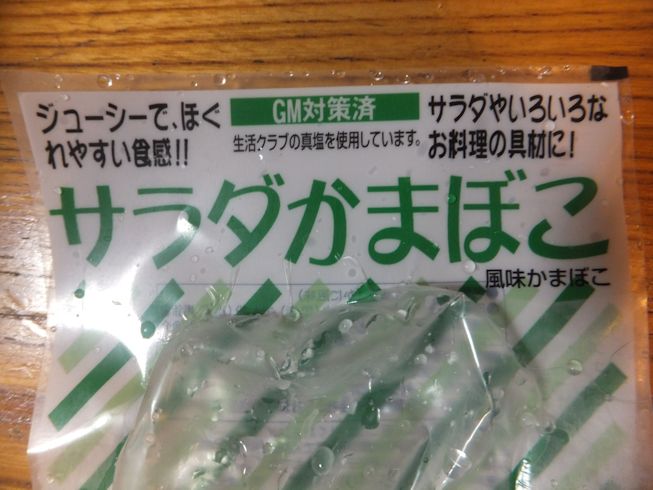 ジューシーで、ほぐ
れやすい食感!!
GM対策済
生活クラブの真塩を使用しています。
サラダやいろいろな
お料理の具材に!
サラダかまぼこ
風味かまぼこ